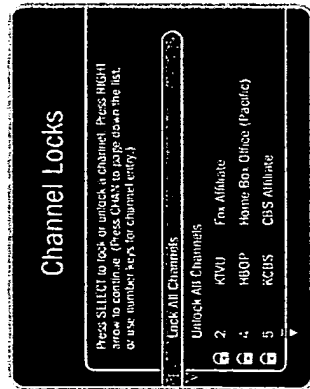 Channel Locks
Press SELECT to lock or unlock a channel. Press RIGHT
arrow to continue. (Press CHAN to page down the list,
or use number keys for channel entry.)
Lock All Channels
Unlock All Channels
2 KTVU Fox Affiliate
4 HBOP Home Box Office (Pacific)
5 KCBS CBS Affiliate